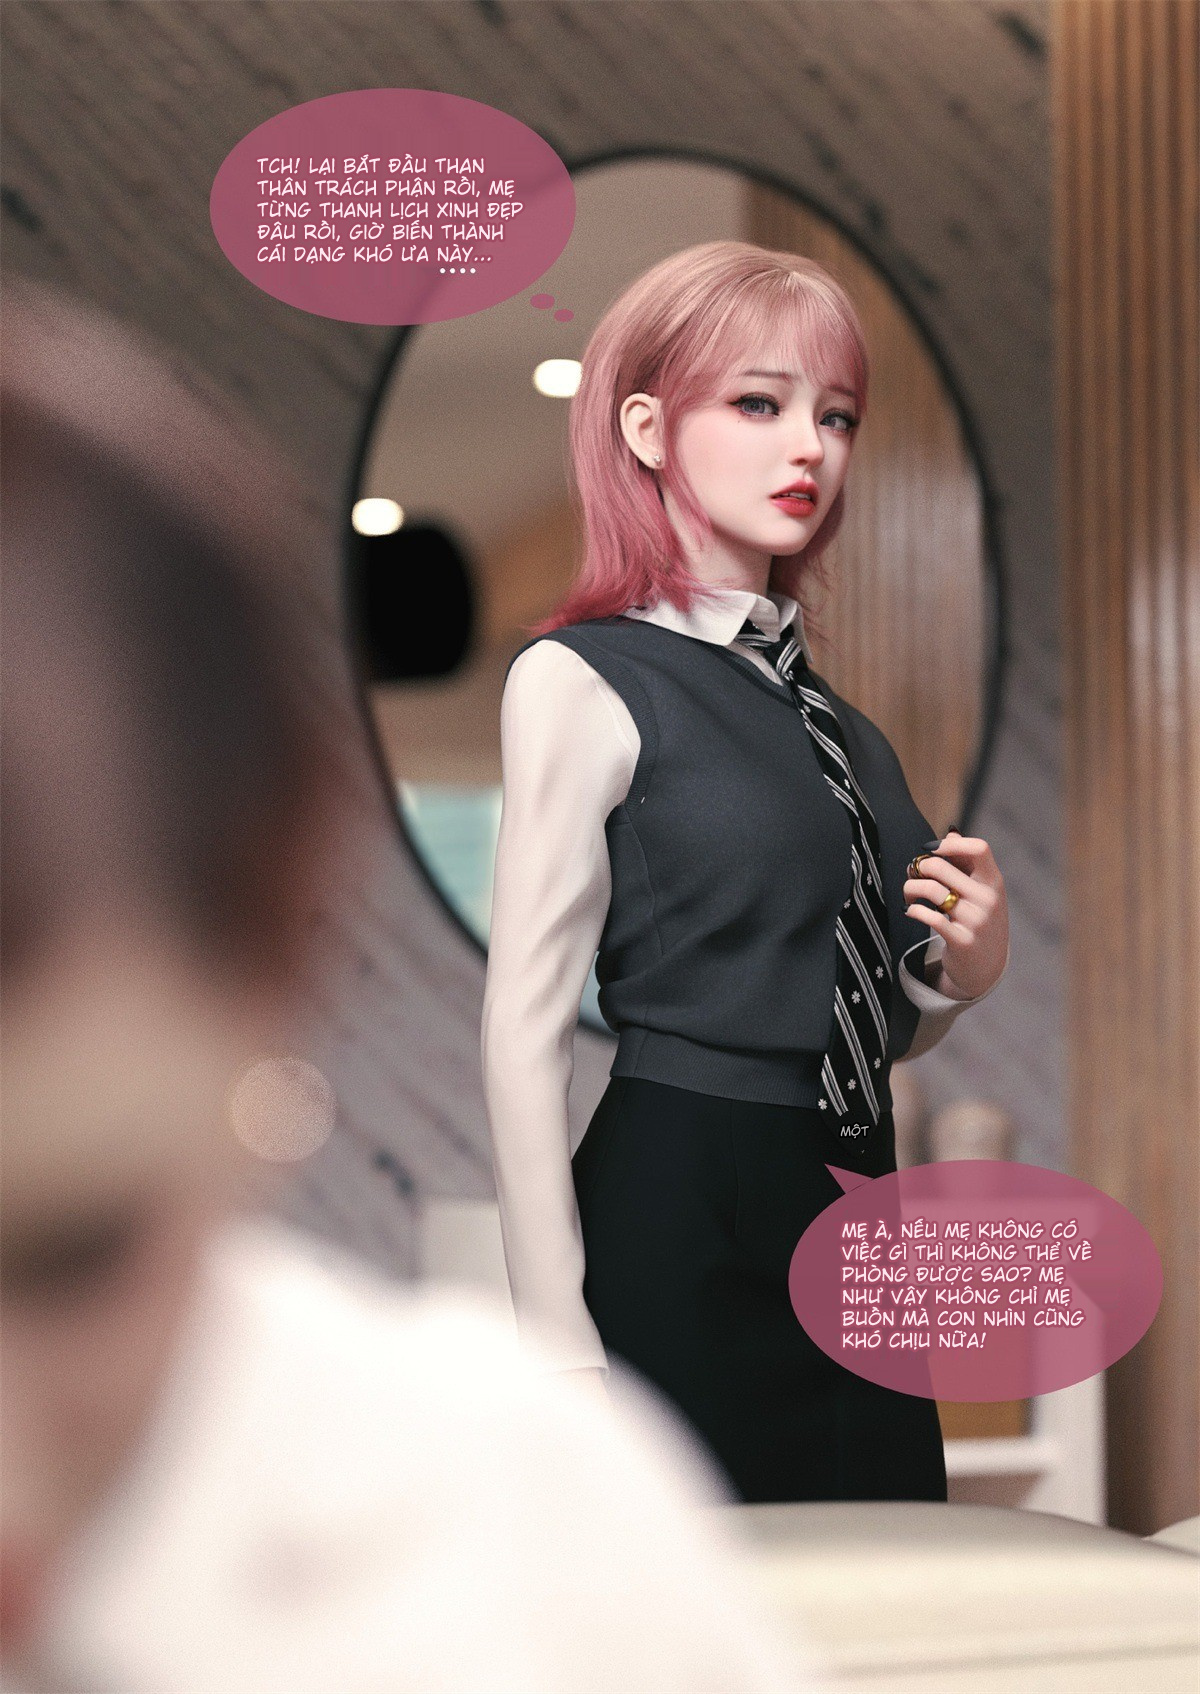 TCH! LẠI BẮT ĐẦU THAN
THÂN TRÁCH PHẬN RỒI, MẸ
TỪNG THANH LỊCH XINH ĐẸP
ĐÂU RỒI, GIỜ BIẾN THÀNH
CÁI DẠNG KHÓ ƯA NÀY...
....
MỘT
MẸ À, NẾU MẸ KHÔNG CÓ
VIỆC GÌ THÌ KHÔNG THỂ VỀ
PHÒNG ĐƯỢC SAO? MẸ
NHƯ VẬY KHÔNG CHỈ MẸ
BUỒN MÀ CON NHÌN CŨNG
KHÓ CHỊU NỮA!